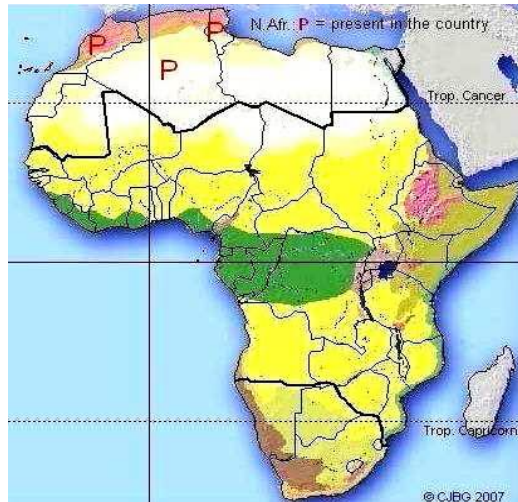 N.Afr.: P = present in the country
P
P
P
Trop. Cancer
Trop. Capricorn
© CJBG 2007